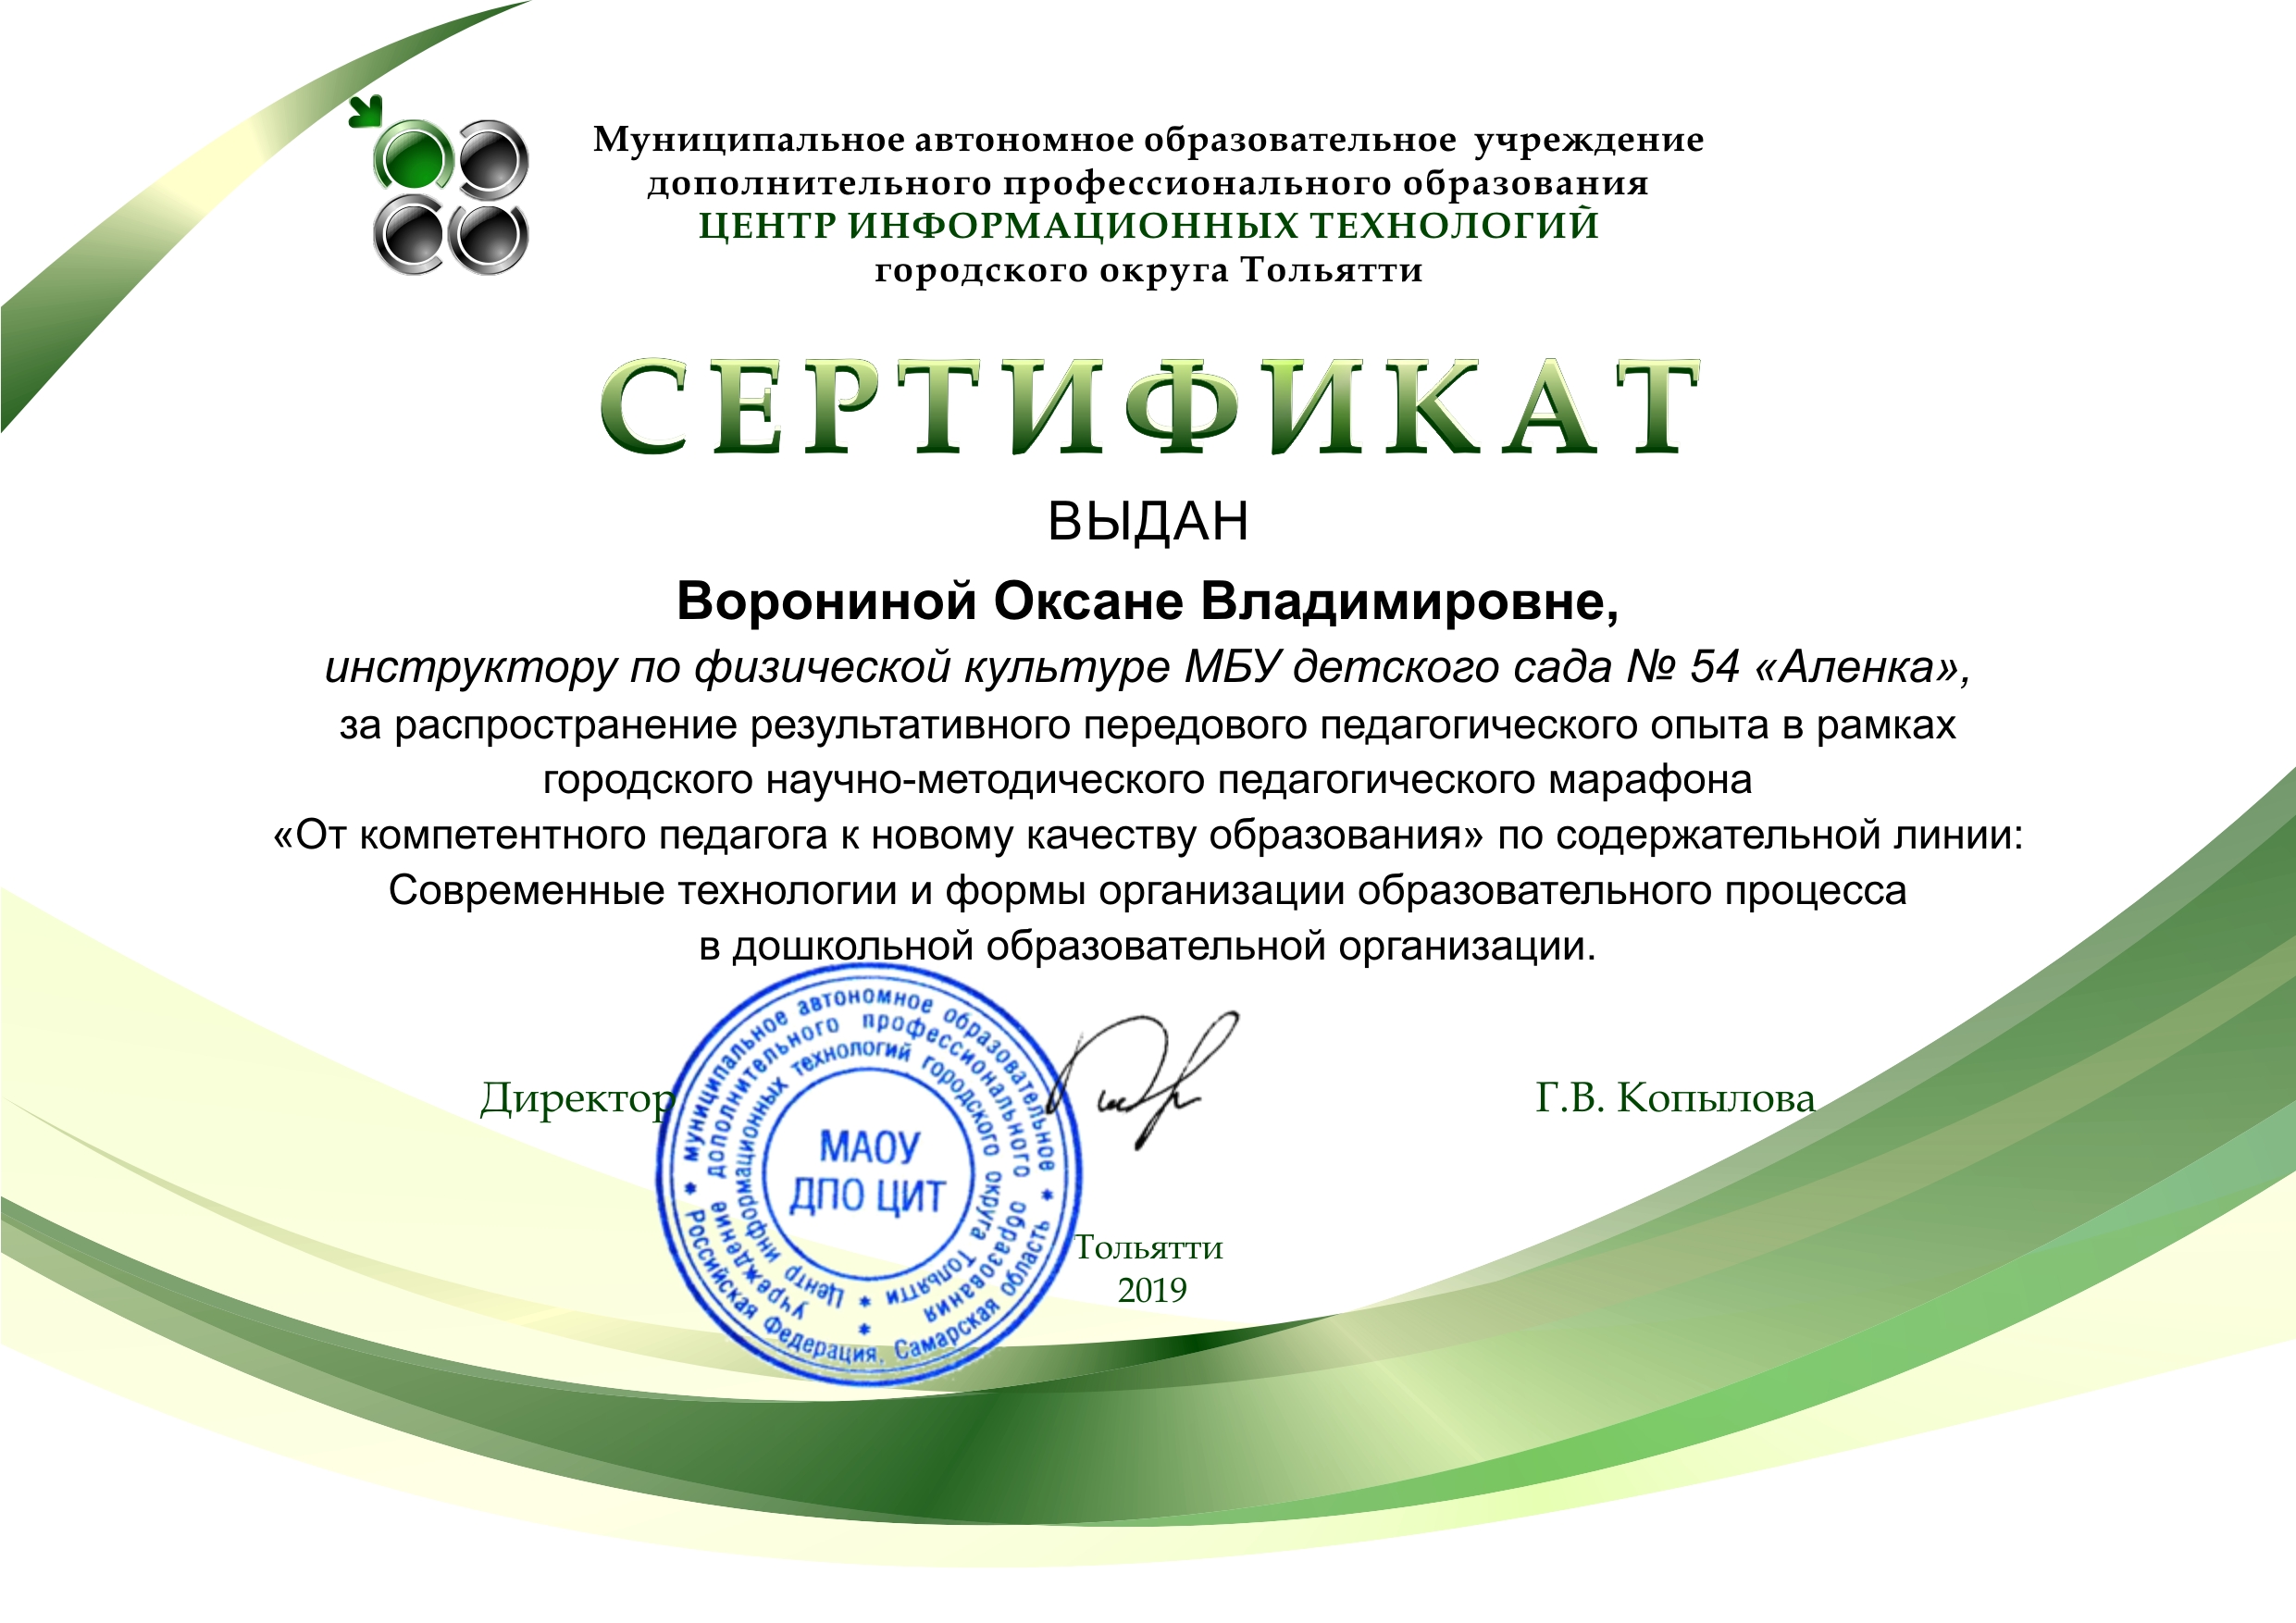 Муниципальное автономное образовательное учреждение
дополнительного профессионального образования
ЦЕНТР ИНФОРМАЦИОННЫХ ТЕХНОЛОГИЙ
городского округа Тольятти
СЕРТИФИКАТ
ВЫДАН
Ворониной Оксане Владимировне,
инструктору по физической культуре МБУ детского сада № 54 «Аленка»,
за распространение результативного передового педагогического опыта в рамках
городского научно-методического педагогического марафона
«От компетентного педагога к новому качеству образования» по содержательной линии:
Современные технологии и формы организации образовательного процесса
в дошкольной образовательной организации.
Директор
Г.В. Копылова
муниципальное автономное образовательное
* Российская Федерация, Самарская область *
учреждение дополнительного профессионального образования *
Центр информационных технологий городского округа Тольятти *
МАОУ
ДПО ЦИТ
Тольятти
2019